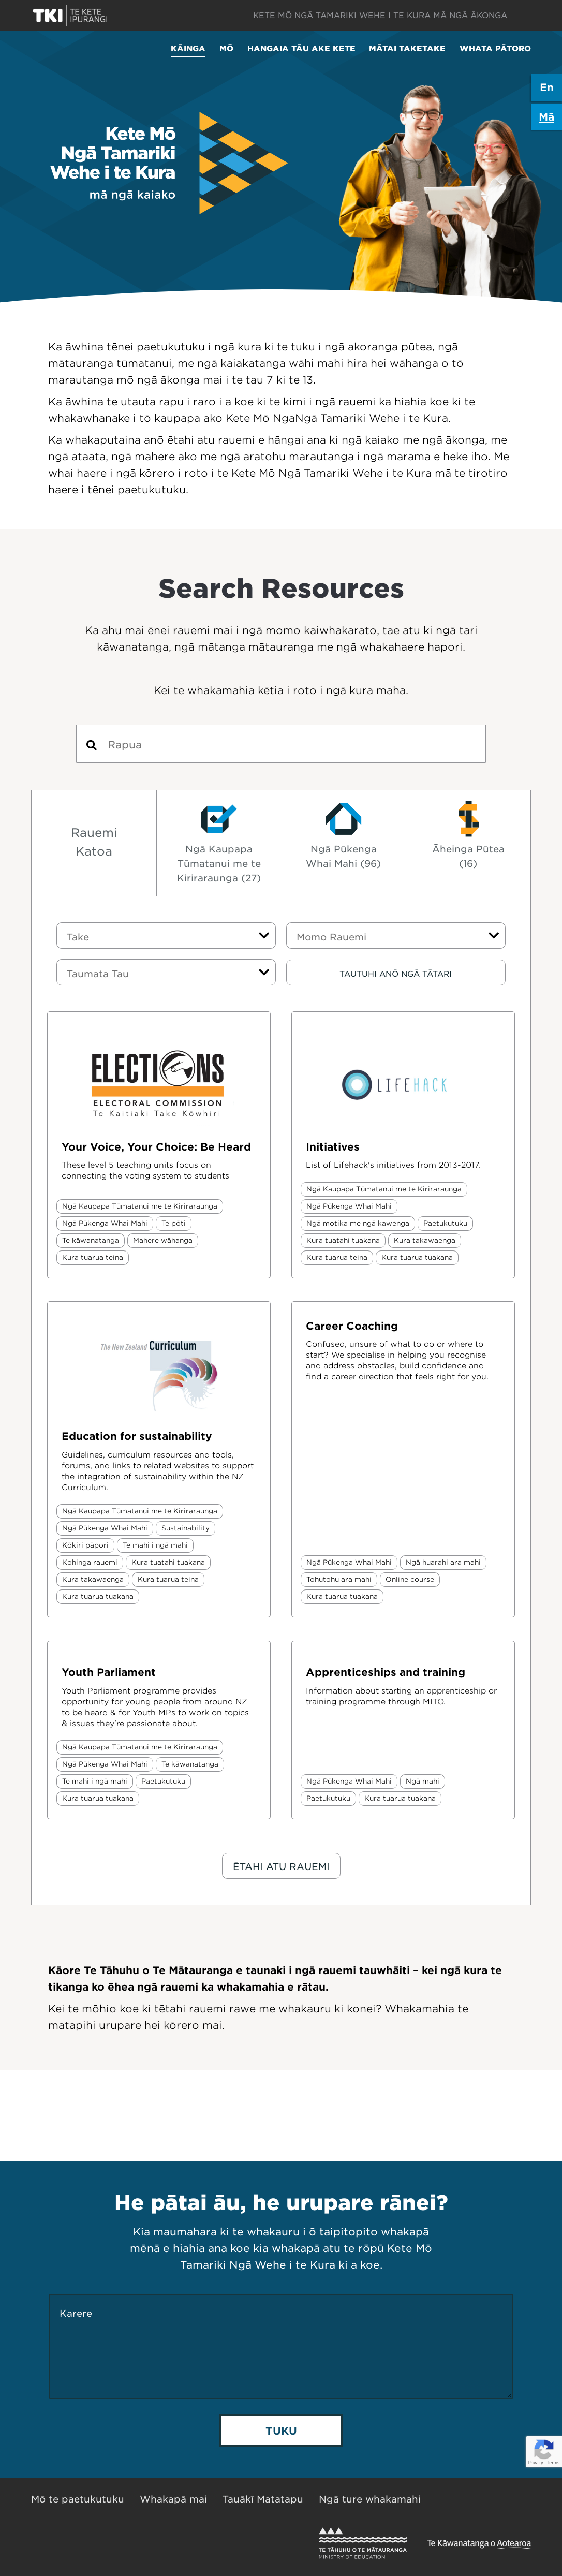 TKI TE KETE IPURANGI
KETE MŌ NGĀ TAMARIKI WEHE I TE KURA MĀ NGĀ ĀKONGA
KĀINGA MŌ HANGAIA TĀU AKE KETE MĀTAI TAKETAKE WHATA PĀTORO
En
Mā
Kete Mō
Ngā Tamariki
Wehe i te Kura
mā ngā kaiako
Ka āwhina tēnei paetukutuku i ngā kura ki te tuku i ngā akoranga pūtea, ngā
mātauranga tūmatanui, me ngā kaiakatanga wāhi mahi hira hei wāhanga o tō
marautanga mō ngā ākonga mai i te tau 7 ki te 13.
Ka āwhina te utauta rapu i raro i a koe ki te kimi i ngā rauemi ka hiahia koe ki te
whakawhanake i tō kaupapa ako Kete Mō NgaNgā Tamariki Wehe i te Kura.
Ka whakaputaina anō ētahi atu rauemi e hāngai ana ki ngā kaiako me ngā ākonga, me
ngā ataata, ngā mahere ako me ngā aratohu marautanga i ngā marama e heke iho. Me
whai haere i ngā kōrero i roto i te Kete Mō Ngā Tamariki Wehe i te Kura mā te tirotiro
haere i tēnei paetukutuku.
Search Resources
Ka ahu mai ēnei rauemi mai i ngā momo kaiwhakarato, tae atu ki ngā tari
kāwanatanga, ngā mātanga mātauranga me ngā whakahaere hapori.
Kei te whakamahia kētia i roto i ngā kura maha.
Rapua
Rauemi
Katoa
Ngā Kaupapa
Tūmatanui me te
Kiriraraunga (27)
Ngā Pūkenga
Whai Mahi (96)
Āheinga Pūtea
(16)
Take
Momo Rauemi
Taumata Tau
TAUTUHI ANŌ NGĀ TĀTARI
ELECTIONS
ELECTORAL COMMISSION
Te Kaitiaki Take Kōwhiri
Your Voice, Your Choice: Be Heard
These level 5 teaching units focus on
connecting the voting system to students
Ngā Kaupapa Tūmatanui me te Kiriraraunga
Ngā Pūkenga Whai Mahi Te pōti
Te kāwanatanga Mahere wāhanga
Kura tuarua teina
LIFEHACK
Initiatives
List of Lifehack's initiatives from 2013-2017.
Ngā Kaupapa Tūmatanui me te Kiriraraunga
Ngā Pūkenga Whai Mahi
Ngā motika me ngā kawenga Paetukutuku
Kura tuatahi tuakana Kura takawaenga
Kura tuarua teina Kura tuarua tuakana
The New Zealand Curriculum
Education for sustainability
Guidelines, curriculum resources and tools,
forums, and links to related websites to support
the integration of sustainability within the NZ
Curriculum.
Ngā Kaupapa Tūmatanui me te Kiriraraunga
Ngā Pūkenga Whai Mahi Sustainability
Kōkiri pāpori Te mahi i ngā mahi
Kohinga rauemi Kura tuatahi tuakana
Kura takawaenga Kura tuarua teina
Kura tuarua tuakana
Career Coaching
Confused, unsure of what to do or where to
start? We specialise in helping you recognise
and address obstacles, build confidence and
find a career direction that feels right for you.
Ngā Pūkenga Whai Mahi Ngā huarahi ara mahi
Tohutohu ara mahi Online course
Kura tuarua tuakana
Youth Parliament
Youth Parliament programme provides
opportunity for young people from around NZ
to be heard & for Youth MPs to work on topics
& issues they're passionate about.
Ngā Kaupapa Tūmatanui me te Kiriraraunga
Ngā Pūkenga Whai Mahi Te kāwanatanga
Te mahi i ngā mahi Paetukutuku
Kura tuarua tuakana
Apprenticeships and training
Information about starting an apprenticeship or
training programme through MITO.
Ngā Pūkenga Whai Mahi Ngā mahi
Paetukutuku Kura tuarua tuakana
ĒTAHI ATU RAUEMI
Kāore Te Tāhuhu o Te Mātauranga e taunaki i ngā rauemi tauwhāiti – kei ngā kura te
tikanga ko ēhea ngā rauemi ka whakamahia e rātau.
Kei te mōhio koe ki tētahi rauemi rawe me whakauru ki konei? Whakamahia te
matapihi urupare hei kōrero mai.
He pātai āu, he urupare rānei?
Kia maumahara ki te whakauru i ō taipitopito whakapā
mēnā e hiahia ana koe kia whakapā atu te rōpū Kete Mō
Tamariki Ngā Wehe i te Kura ki a koe.
Karere
TUKU
Privacy - Terms
Mō te paetukutuku Whakapā mai Tauākī Matatapu Ngā ture whakamahi
TE TĀHUHU O TE MĀTAURANGA
MINISTRY OF EDUCATION
Te Kāwanatanga o Aotearoa